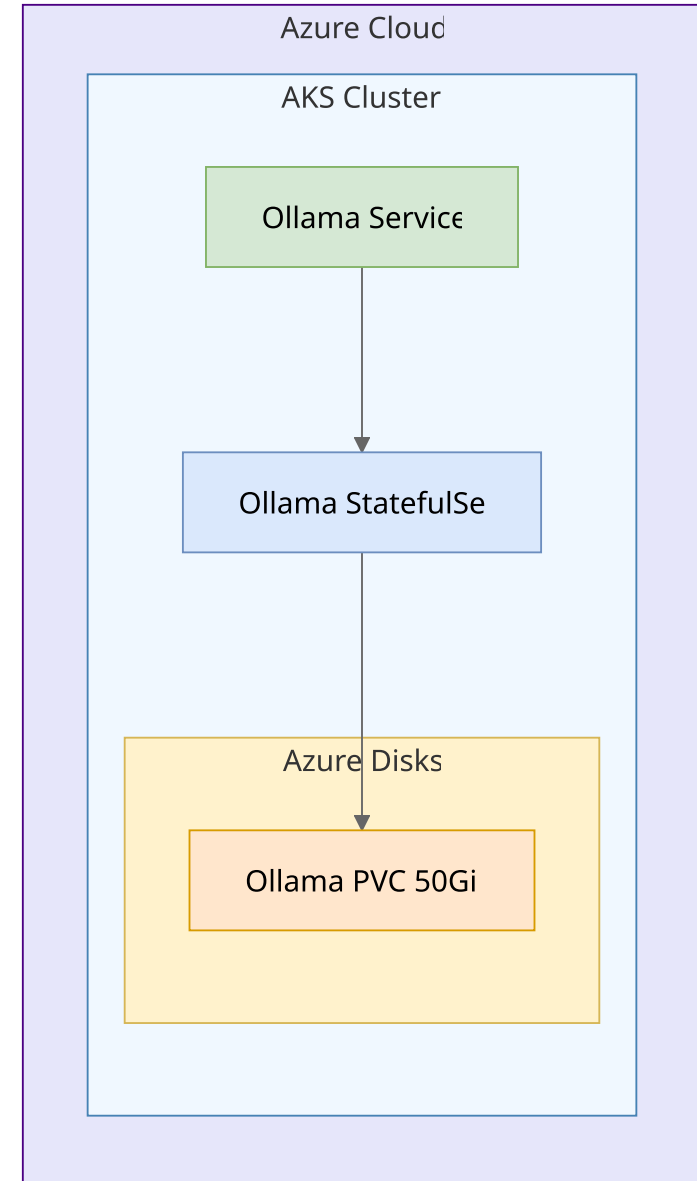 Azure Cloud
AKS Cluster
Ollama Service
Ollama StatefulSe
Azure Disks
Ollama PVC 50Gi